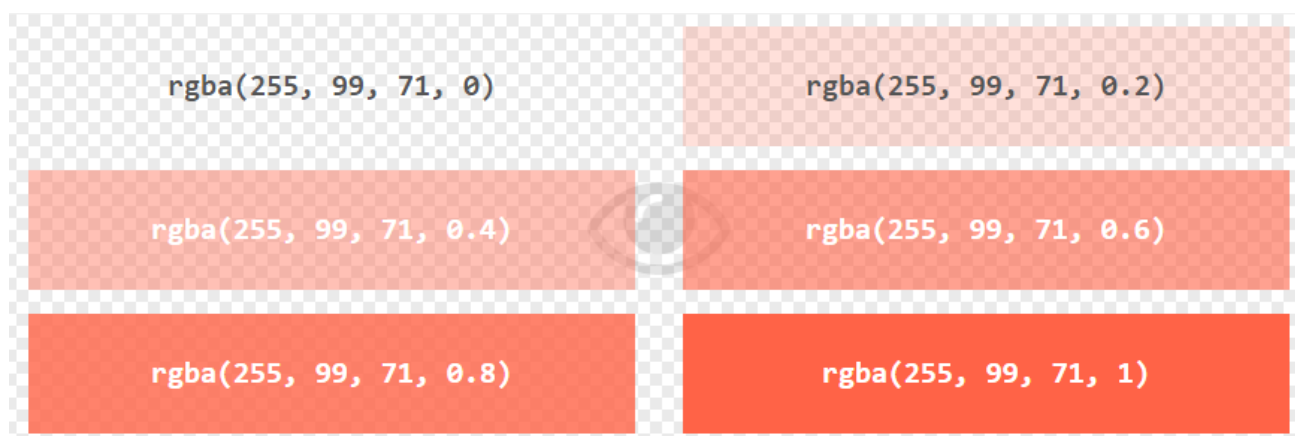 rgba(255, 99, 71, 0)
rgba(255, 99, 71, 0.2)
rgba(255, 99, 71, 0.4)
rgba(255, 99, 71, 0.6)
rgba(255, 99, 71, 0.8)
rgba(255, 99, 71, 1)